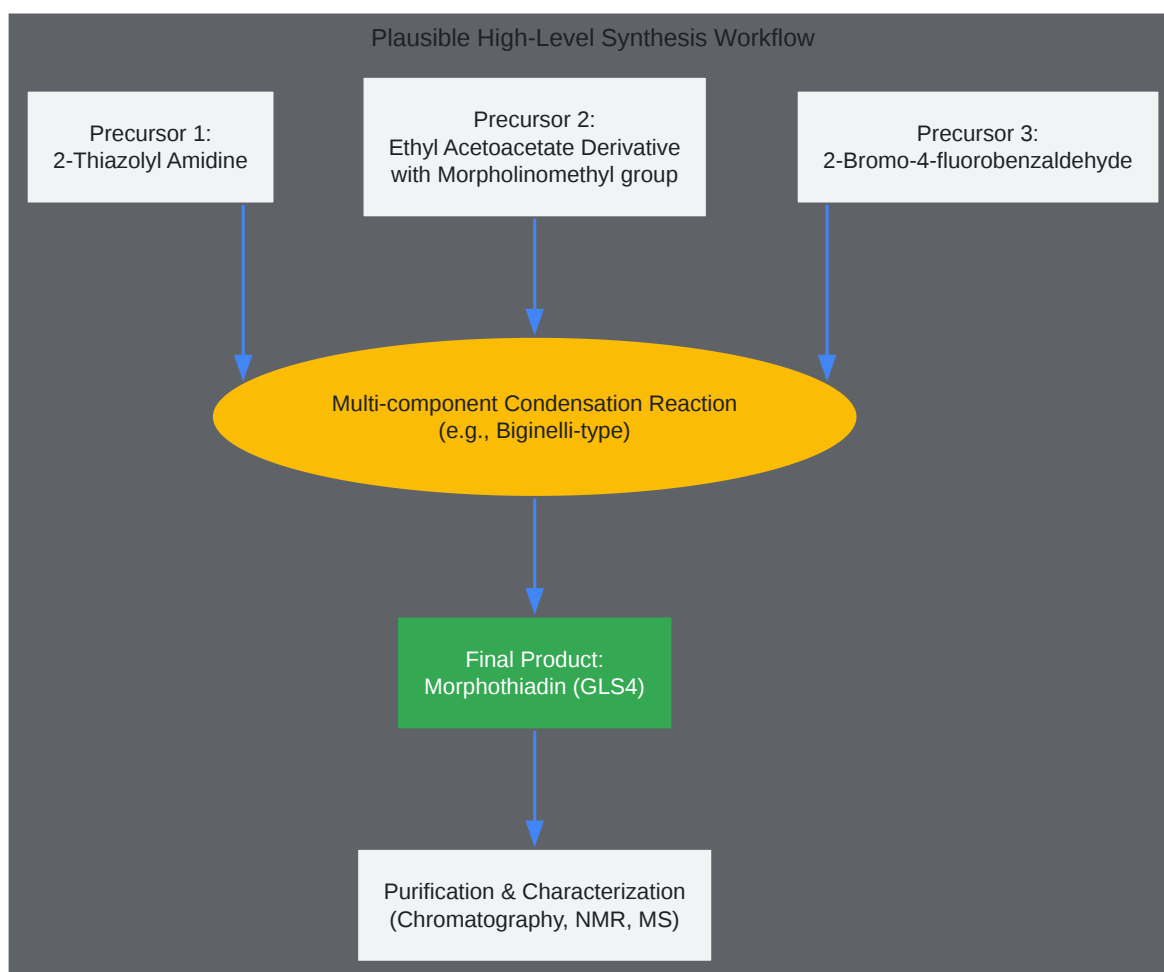 Plausible High-Level Synthesis Workflow
Precursor 1:
2-Thiazolyl Amidine
Precursor 2:
Ethyl Acetoacetate Derivative
with Morpholinomethyl group
Precursor 3:
2-Bromo-4-fluorobenzaldehyde
Multi-component Condensation Reaction
(e.g., Biginelli-type)
Final Product:
Morphothiadin (GLS4)
Purification & Characterization
(Chromatography, NMR, MS)